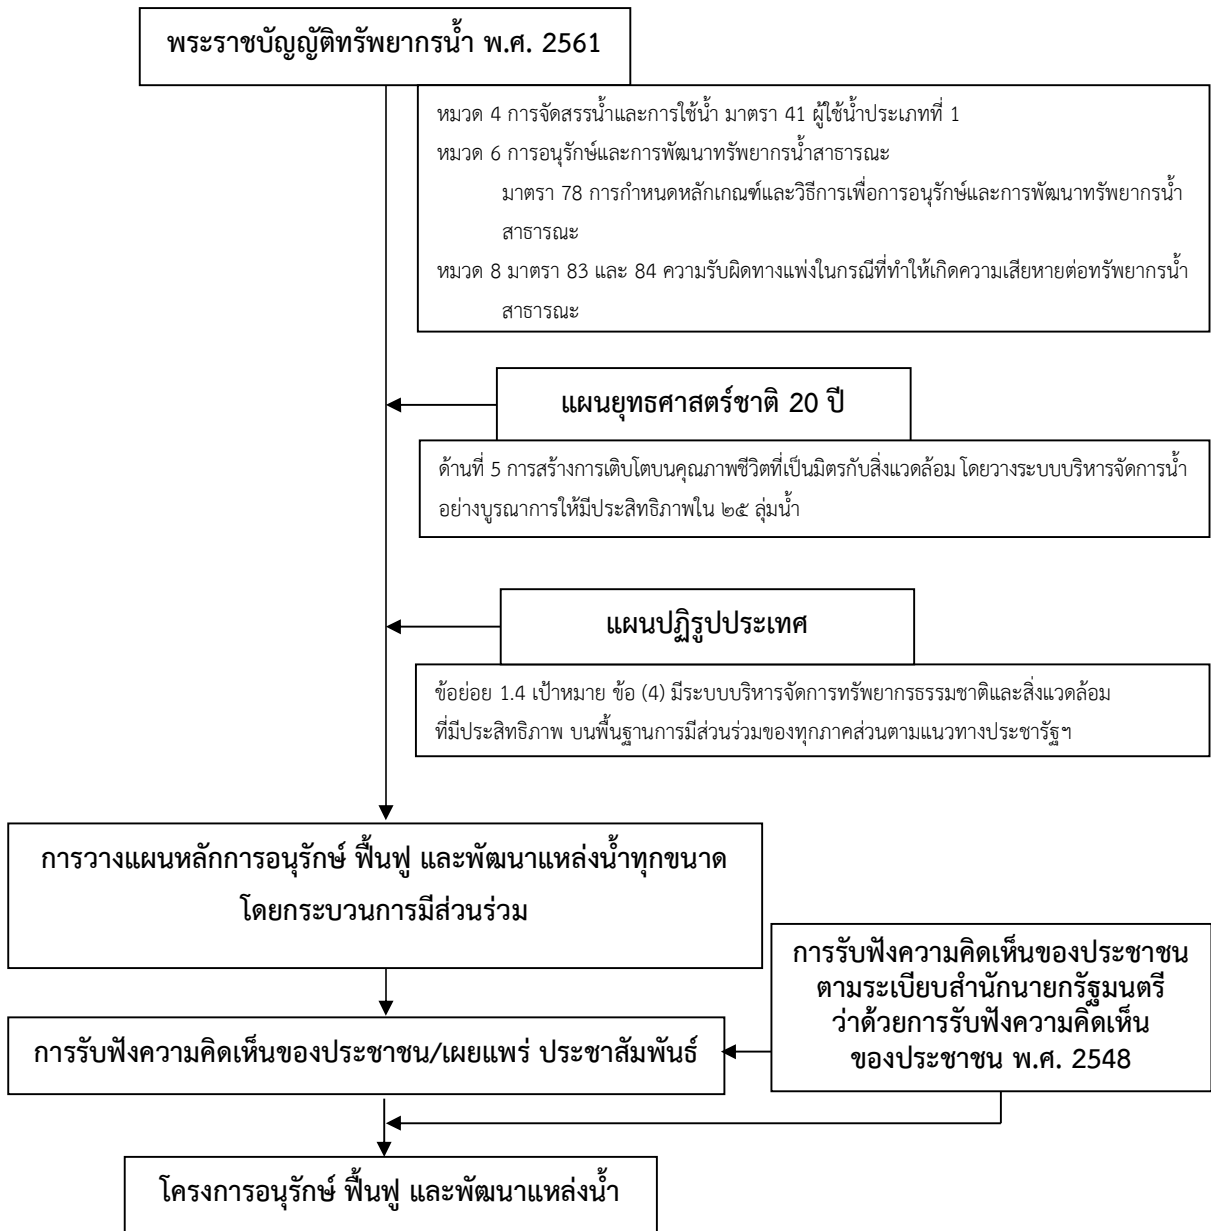 พระราชบัญญัติทรัพยากรน้ำ พ.ศ. 2561
หมวด 4 การจัดสรรน้ำและการใช้น้ำ มาตรา 41 ผู้ใช้น้ำประเภทที่ 1
หมวด 6 การอนุรักษ์และการพัฒนาทรัพยากรน้ำสาธารณะ
มาตรา 78 การกำหนดหลักเกณฑ์และวิธีการเพื่อการอนุรักษ์และการพัฒนาทรัพยากรน้ำ
สาธารณะ
หมวด 8 มาตรา 83 และ 84 ความรับผิดทางแพ่งในกรณีที่ทำให้เกิดความเสียหายต่อทรัพยากรน้ำ
สาธารณะ
แผนยุทธศาสตร์ชาติ 20 ปี
ด้านที่ 5 การสร้างการเติบโตบนคุณภาพชีวิตที่เป็นมิตรกับสิ่งแวดล้อม โดยวางระบบบริหารจัดการน้ำ
อย่างบูรณาการให้มีประสิทธิภาพใน ๒๕ ลุ่มน้ำ
แผนปฏิรูปประเทศ
ข้อย่อย 1.4 เป้าหมาย ข้อ (4) มีระบบบริหารจัดการทรัพยากรธรรมชาติและสิ่งแวดล้อม
ที่มีประสิทธิภาพ บนพื้นฐานการมีส่วนร่วมของทุกภาคส่วนตามแนวทางประชารัฐฯ
การวางแผนหลักการอนุรักษ์ ฟื้นฟู และพัฒนาแหล่งน้ำทุกขนาด
โดยกระบวนการมีส่วนร่วม
การรับฟังความคิดเห็นของประชาชน
ตามระเบียบสำนักนายกรัฐมนตรี
ว่าด้วยการรับฟังความคิดเห็น
ของประชาชน พ.ศ. 2548
การรับฟังความคิดเห็นของประชาชน/เผยแพร่ ประชาสัมพันธ์
โครงการอนุรักษ์ ฟื้นฟู และพัฒนาแหล่งน้ำ